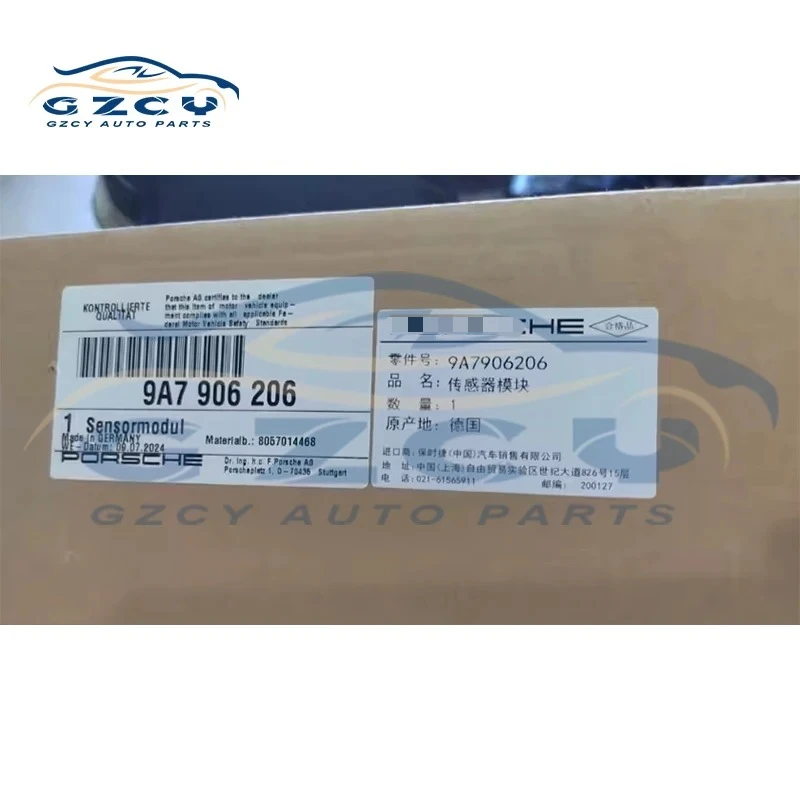 GZCY
GZCY AUTO PARTS
KONTROLLIERTE
QUALITÄT
Porsche AG certifies to the dealer
that this item of motor vehicle equip-
ment complies with all applicable Fe-
deral Motor Vehicle Safety Standards
9A7 906 206
1 Sensormodul
Made in GERMANY
WE-Datum: 09.07.2024
Materialb.: 8057014468
PORSCHE
Dr. Ing. h.c. F. Porsche AG
Porscheplatz 1, D-70435 Stuttgart
CHE
合格品
零件号: 9A7906206
品 名: 传感器模块
数 量: 1
原产地: 德国
进口商: 保时捷(中国)汽车销售有限公司
地 址: 中国(上海)自由贸易实验区世纪大道826号15层
电 话: 021-61565911
邮编: 200127
GZCY AUTO PARTS